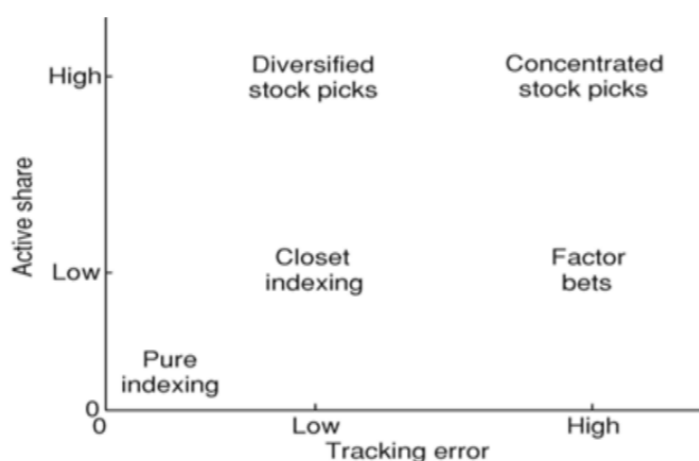 High
Diversified
stock picks
Concentrated
stock picks
Active share
Low
Closet
indexing
Factor
bets
Pure
indexing
0
0
Low
High
Tracking error